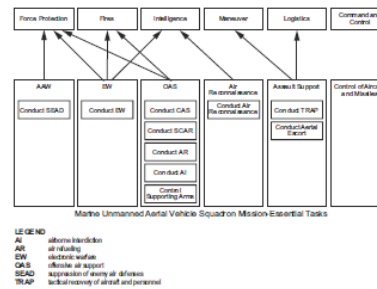 Force Protection
Fires
Intelligence
Maneuver
Logistics
Command and
Control
AAW
EW
OAS
Air
Reconnaissance
Assault Support
Control of Aircraft
and Missiles
Conduct SEAD
Conduct EW
Conduct CAS
Conduct Air
Reconnaissance
Conduct TRAP
Conduct SCAR
Conduct Aerial
Escort
Conduct AR
Conduct AI
Control
Supporting Arms
Marine Unmanned Aerial Vehicle Squadron Mission-Essential Tasks
LEGEND
AI airborne interdiction
AR air refueling
EW electronic warfare
OAS offensive air support
SEAD suppression of enemy air defenses
TRAP tactical recovery of aircraft and personnel